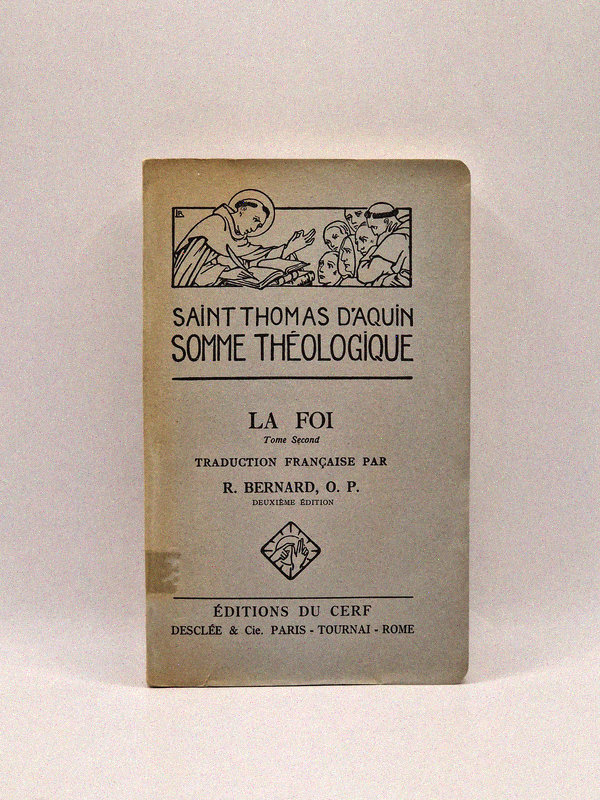 SAINT THOMAS D'AQUIN
SOMME THÉOLOGIQUE
LA FOI
Tome Second
TRADUCTION FRANÇAISE PAR
R. BERNARD, O. P.
DEUXIÈME ÉDITION
ÉDITIONS DU CERF
DESCLÉE & Cie. PARIS - TOURNAI - ROME